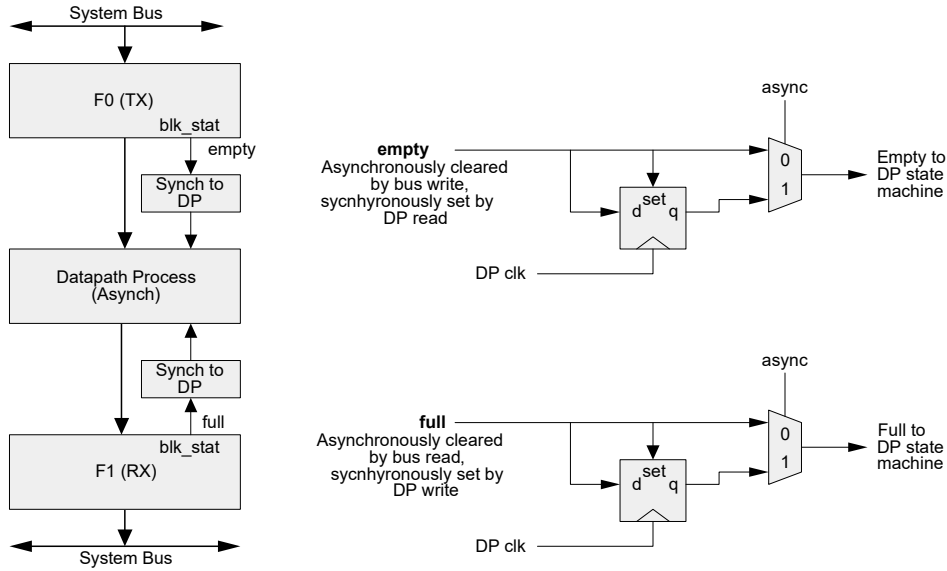 System Bus
F0 (TX)
blk_stat
empty
Synch to
DP
Datapath Process
(Asynch)
Synch to
DP
full
blk_stat
F1 (RX)
System Bus
async
empty
Asynchronously cleared
by bus write,
sycnhyronously set by
DP read
set
d
q
DP clk
0
1
Empty to
DP state
machine
async
full
Asynchronously cleared
by bus read,
sycnhyronously set by
DP write
set
d
q
DP clk
0
1
Full to
DP state
machine